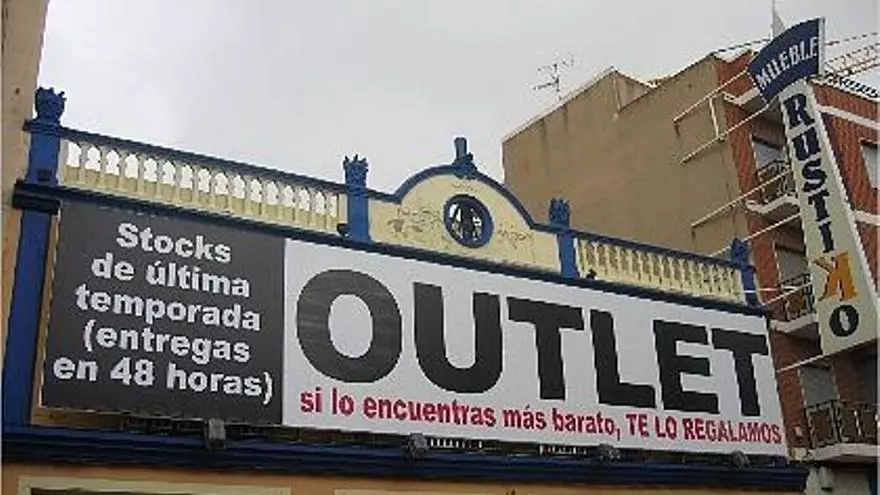 Stocks
de última
temporada
(entregas
en 48 horas)
OUTLET
si lo encuentras más barato, TE LO REGALAMOS
MUEBLE
RUSTIKO